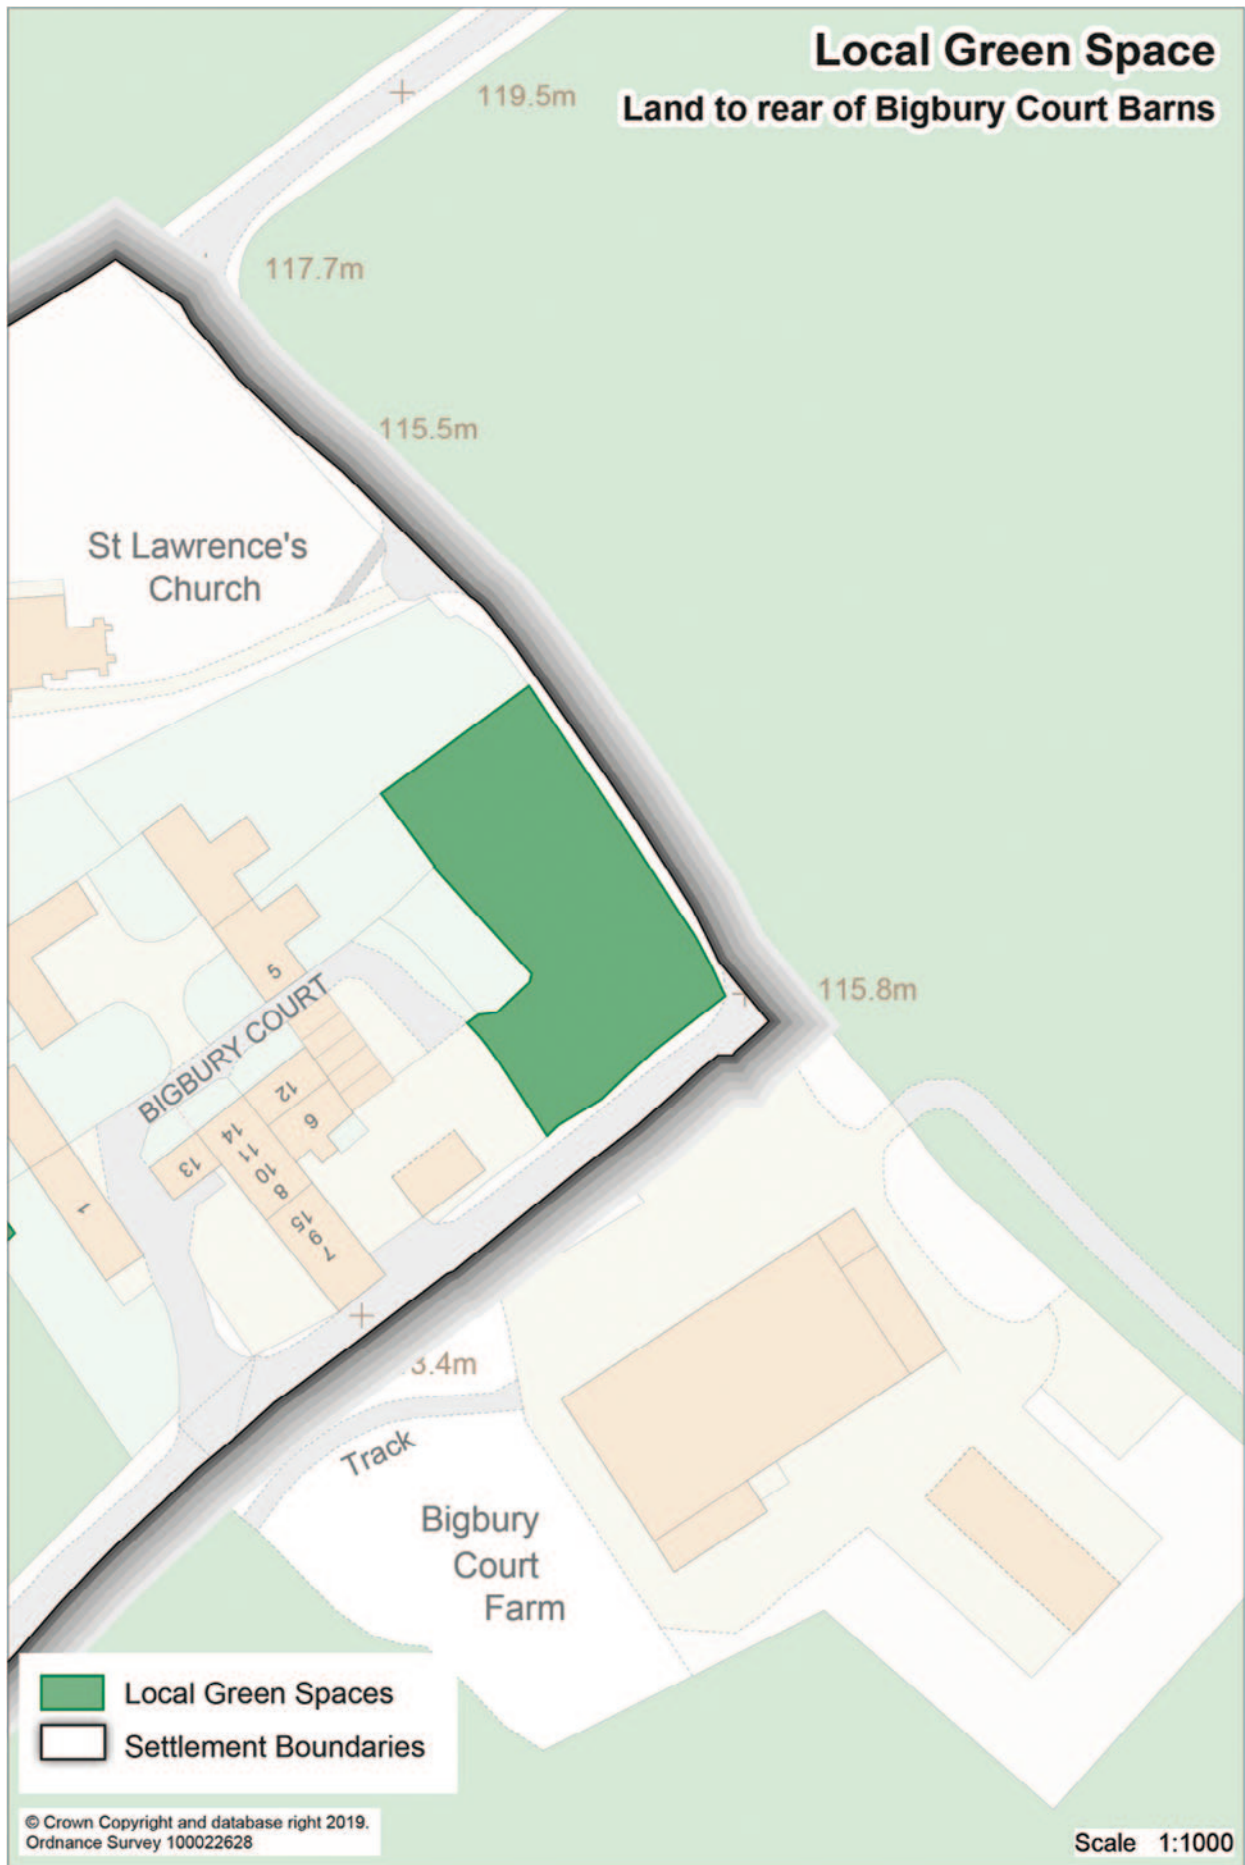 Local Green Space
Land to rear of Bigbury Court Barns
119.5m
117.7m
115.5m
St Lawrence's
Church
115.8m
5
BIGBURY COURT
12
6
14
11
13
10
8
1
15
9
7
3.4m
Track
Bigbury
Court
Farm
Local Green Spaces
Settlement Boundaries
© Crown Copyright and database right 2019.
Ordnance Survey 100022628
Scale 1:1000